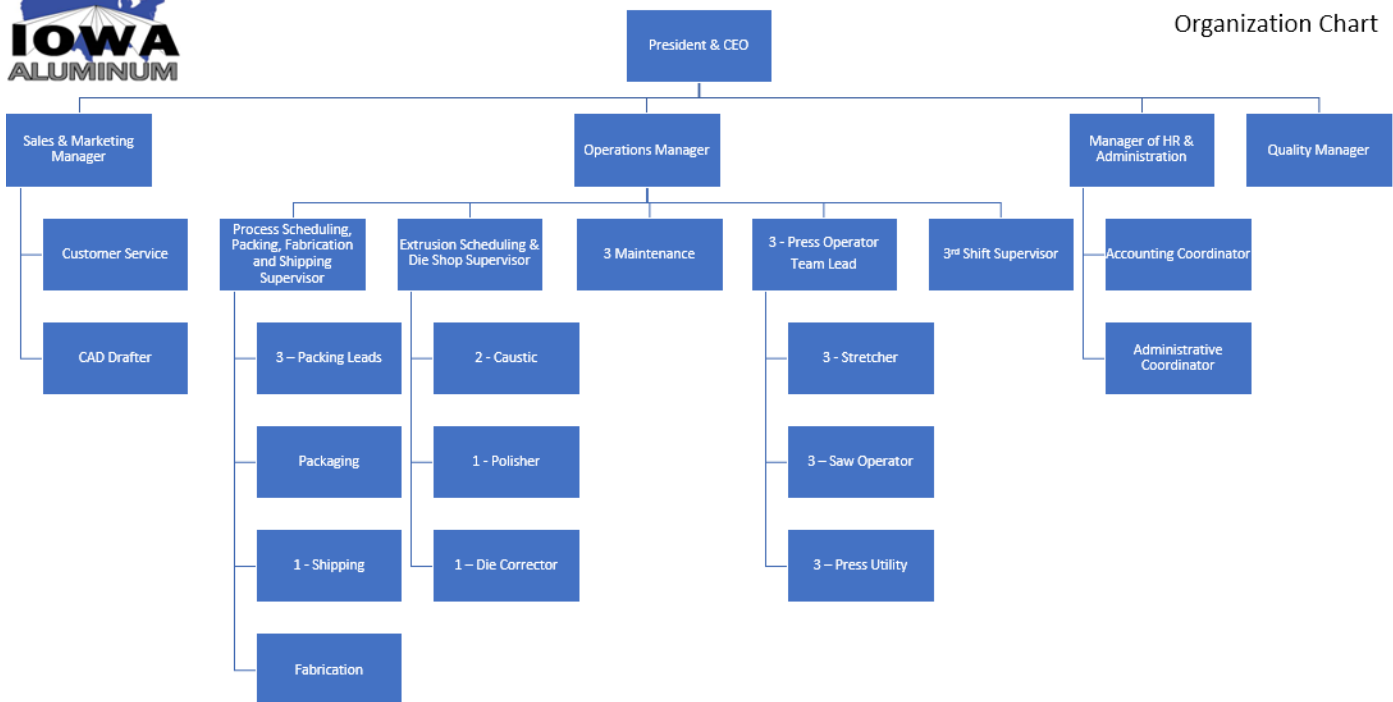 IOWA
ALUMINUM
Organization Chart
President & CEO
Sales & Marketing
Manager
Operations Manager
Manager of HR &
Administration
Quality Manager
Customer Service
CAD Drafter
Process Scheduling,
Packing, Fabrication
and Shipping
Supervisor
Extrusion Scheduling &
Die Shop Supervisor
3 Maintenance
3 - Press Operator
Team Lead
3rd Shift Supervisor
Accounting Coordinator
Administrative
Coordinator
3 – Packing Leads
Packaging
1 - Shipping
Fabrication
2 - Caustic
1 - Polisher
1 – Die Corrector
3 - Stretcher
3 – Saw Operator
3 – Press Utility